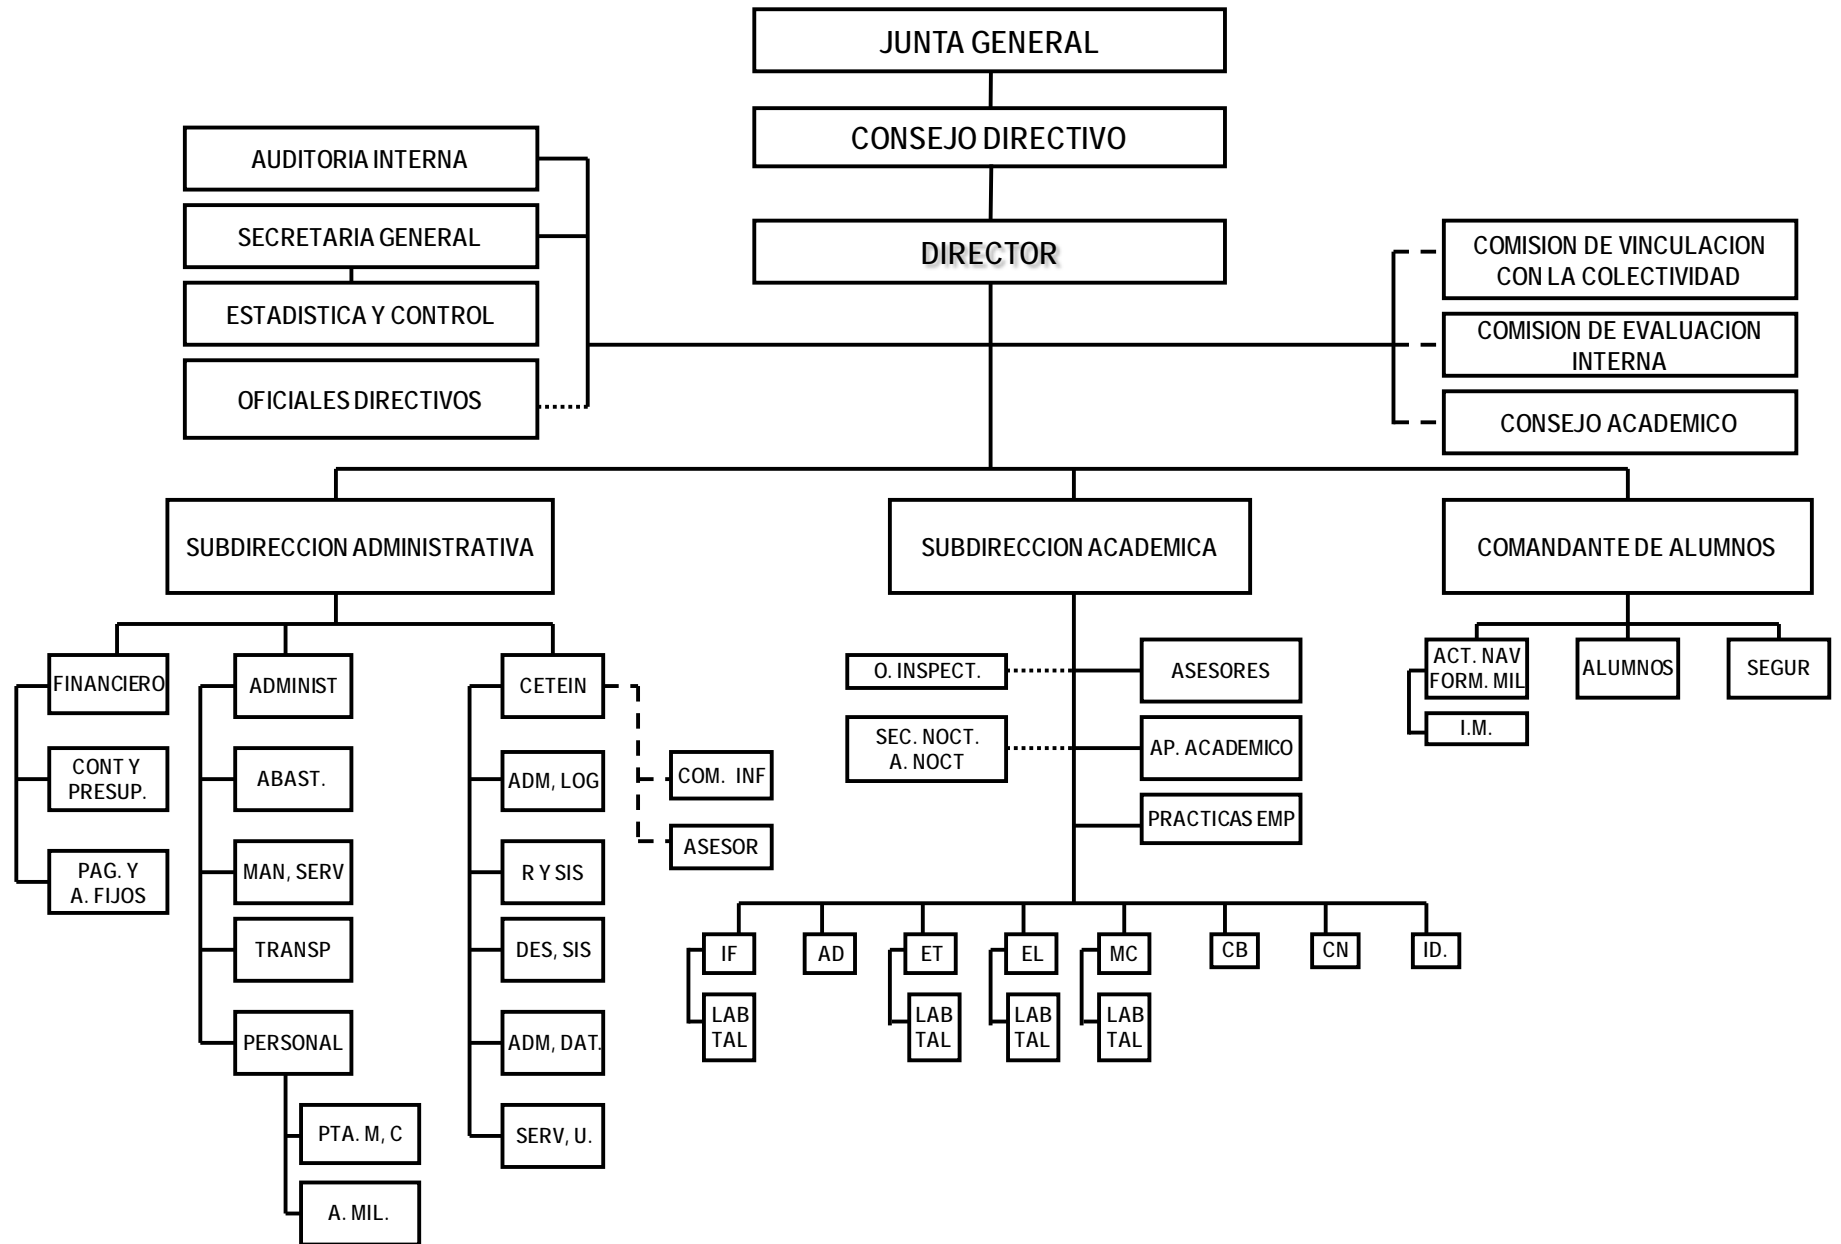 JUNTA GENERAL
CONSEJO DIRECTIVO
DIRECTOR
AUDITORIA INTERNA
SECRETARIA GENERAL
ESTADISTICA Y CONTROL
OFICIALES DIRECTIVOS
COMISION DE VINCULACION
CON LA COLECTIVIDAD
COMISION DE EVALUACION
INTERNA
CONSEJO ACADEMICO
SUBDIRECCION ADMINISTRATIVA
SUBDIRECCION ACADEMICA
COMANDANTE DE ALUMNOS
FINANCIERO
CONT Y
PRESUP.
PAG. Y
A. FIJOS
ADMINIST
ABAST.
MAN, SERV
TRANSP
PERSONAL
PTA. M, C
A. MIL.
CETEIN
ADM, LOG
R Y SIS
DES, SIS
ADM, DAT.
SERV, U.
COM. INF
ASESOR
O. INSPECT.
SEC. NOCT.
A. NOCT
ASESORES
AP. ACADEMICO
PRACTICAS EMP
IF
AD
ET
EL
MC
CB
CN
ID.
LAB
TAL
LAB
TAL
LAB
TAL
LAB
TAL
ACT. NAV
FORM. MIL
I.M.
ALUMNOS
SEGUR